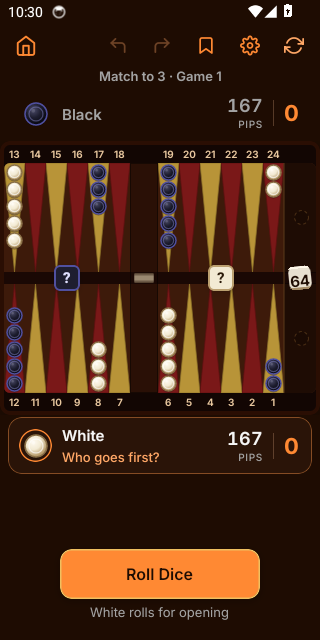 10:30
Match to 3 · Game 1
Black
167
PIPS
0
13 14 15 16 17 18 19 20 21 22 23 24
? ?
64
12 11 10 9 8 7 6 5 4 3 2 1
White
Who goes first?
167
PIPS
0
Roll Dice
White rolls for opening